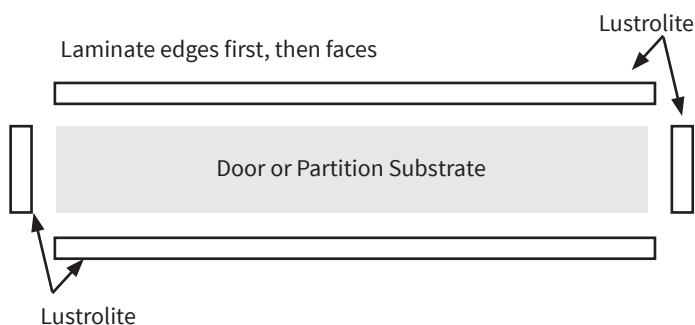 Lustrolite
Laminate edges first, then faces
Door or Partition Substrate
Lustrolite